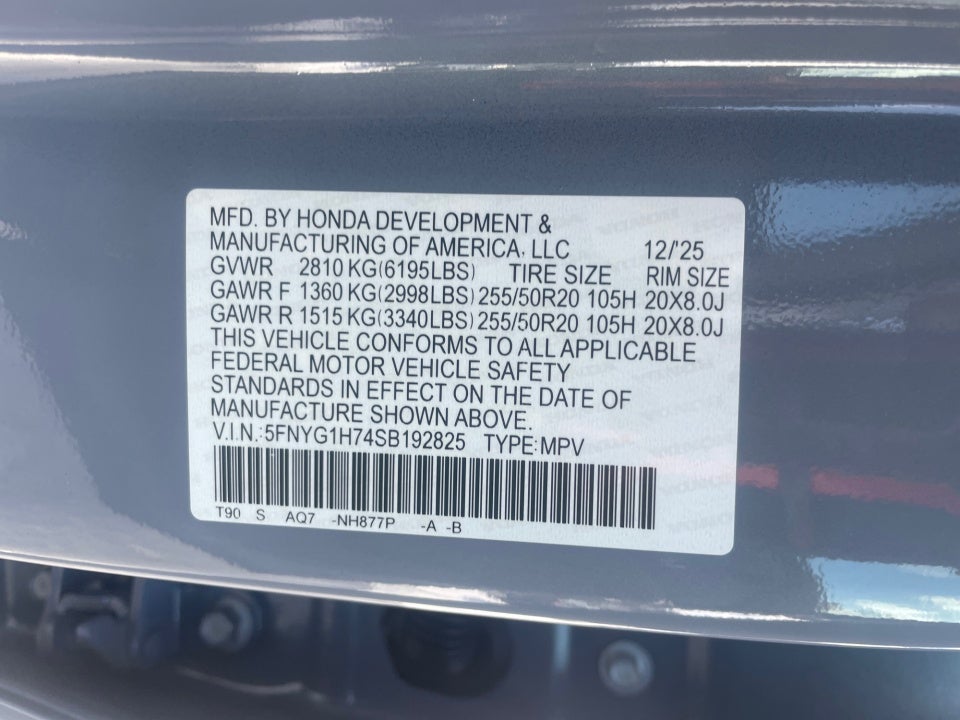 MFD. BY HONDA DEVELOPMENT &
MANUFACTURING OF AMERICA, LLC 12/'25
GVWR 2810 KG(6195LBS) TIRE SIZE RIM SIZE
GAWR F 1360 KG(2998LBS) 255/50R20 105H 20X8.0J
GAWR R 1515 KG(3340LBS) 255/50R20 105H 20X8.0J
THIS VEHICLE CONFORMS TO ALL APPLICABLE
FEDERAL MOTOR VEHICLE SAFETY
STANDARDS IN EFFECT ON THE DATE OF
MANUFACTURE SHOWN ABOVE.
V.I.N.:5FNYG1H74SB192825 TYPE:MPV
T90 S AQ7 -NH877P -A -B